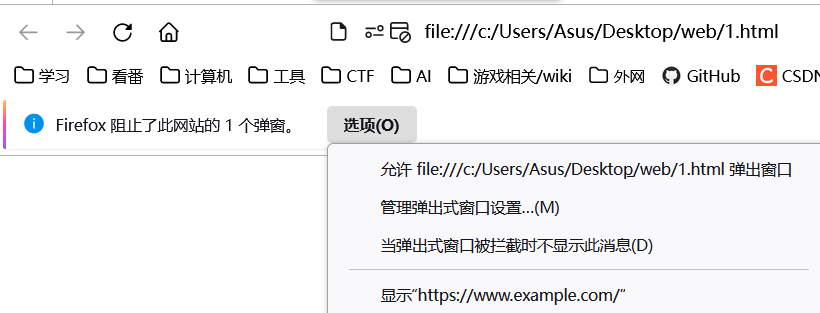 file:///c:/Users/Asus/Desktop/web/1.html
学习 看番 计算机 工具 CTF AI 游戏相关/wiki 外网 GitHub C CSDN
Firefox 阻止了此网站的 1 个弹窗。 选项(O)
允许 file:///c:/Users/Asus/Desktop/web/1.html 弹出窗口
管理弹出式窗口设置...(M)
当弹出式窗口被拦截时不显示此消息(D)
显示“https://www.example.com/”